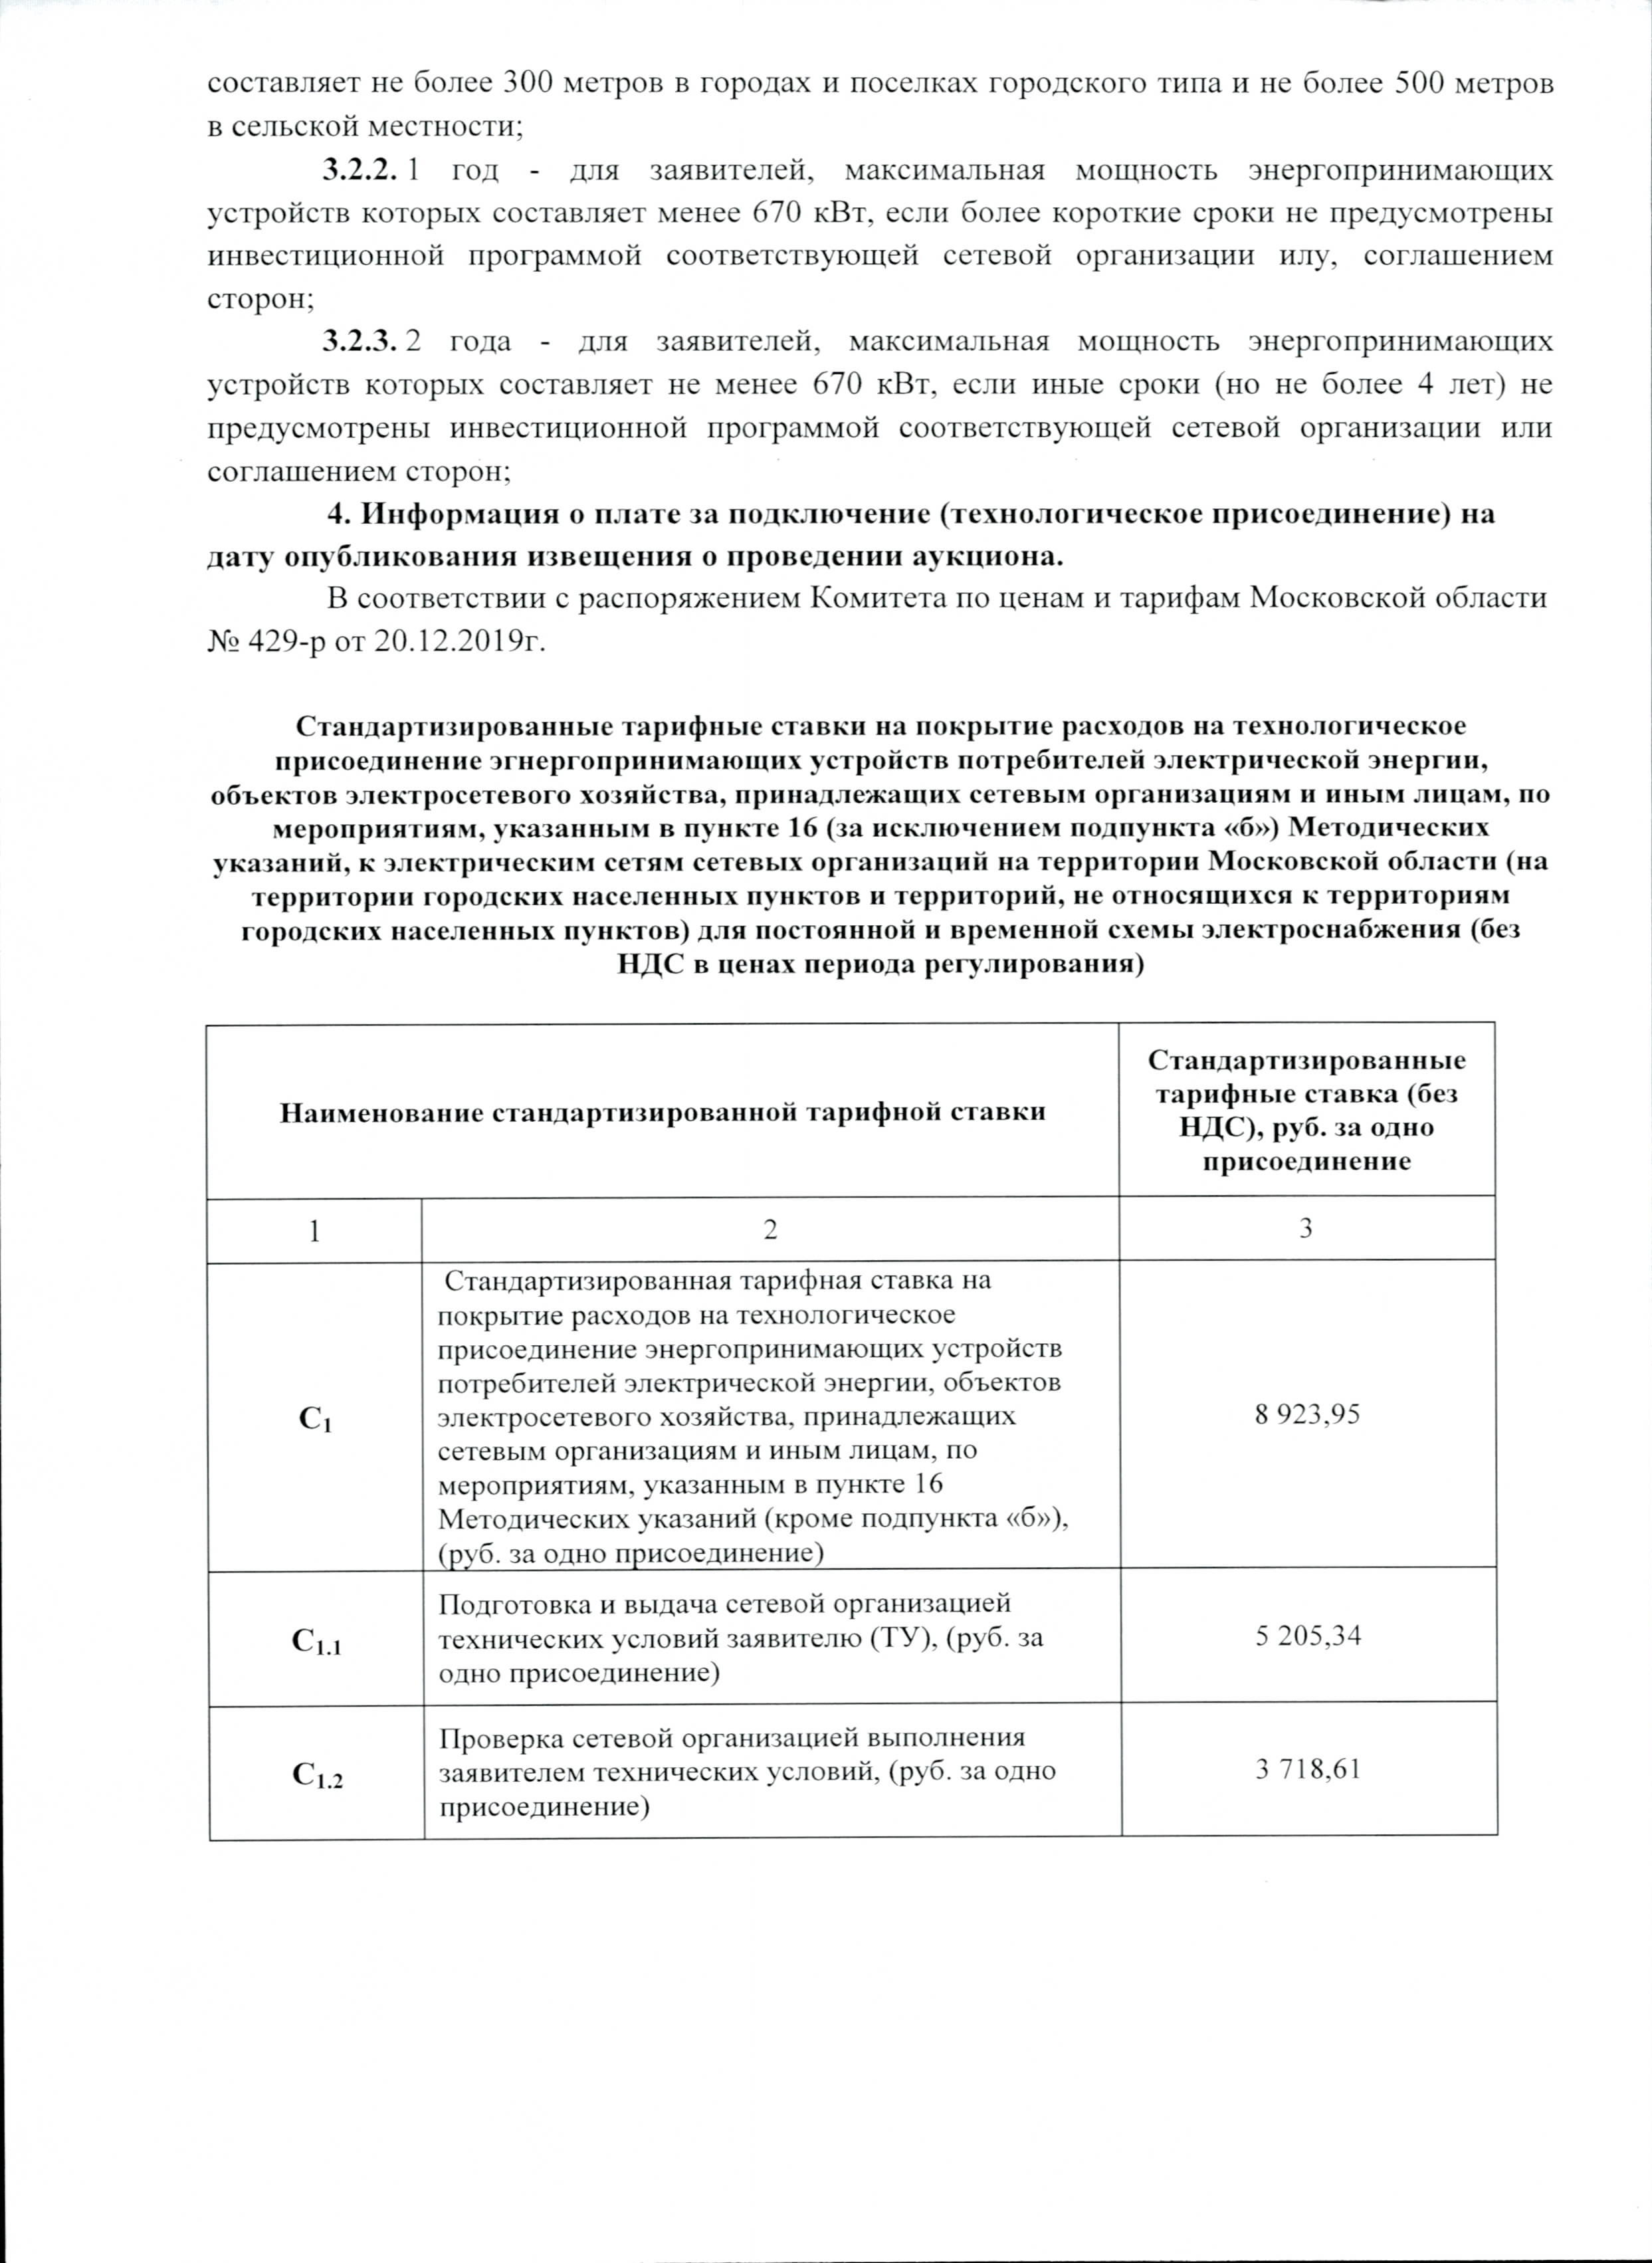 составляет не более 300 метров в городах и поселках городского типа и не более 500 метров
в сельской местности;
3.2.2. 1 год - для заявителей, максимальная мощность энергопринимающих
устройств которых составляет менее 670 кВт, если более короткие сроки не предусмотрены
инвестиционной программой соответствующей сетевой организации илу, соглашением
сторон;
3.2.3. 2 года - для заявителей, максимальная мощность энергопринимающих
устройств которых составляет не менее 670 кВт, если иные сроки (но не более 4 лет) не
предусмотрены инвестиционной программой соответствующей сетевой организации или
соглашением сторон;
4. Информация о плате за подключение (технологическое присоединение) на
дату опубликования извещения о проведении аукциона.
В соответствии с распоряжением Комитета по ценам и тарифам Московской области
№ 429-р от 20.12.2019г.
Стандартизированные тарифные ставки на покрытие расходов на технологическое
присоединение эгнергопринимающих устройств потребителей электрической энергии,
объектов электросетевого хозяйства, принадлежащих сетевым организациям и иным лицам, по
мероприятиям, указанным в пункте 16 (за исключением подпункта «б») Методических
указаний, к электрическим сетям сетевых организаций на территории Московской области (на
территории городских населенных пунктов и территорий, не относящихся к территориям
городских населенных пунктов) для постоянной и временной схемы электроснабжения (без
НДС в ценах периода регулирования)
Наименование стандартизированной тарифной ставки
Стандартизированные
тарифные ставка (без
НДС), руб. за одно
присоединение
1
2
3
С1
Стандартизированная тарифная ставка на
покрытие расходов на технологическое
присоединение энергопринимающих устройств
потребителей электрической энергии, объектов
электросетевого хозяйства, принадлежащих
сетевым организациям и иным лицам, по
мероприятиям, указанным в пункте 16
Методических указаний (кроме подпункта «б»),
(руб. за одно присоединение)
8 923,95
С1.1
Подготовка и выдача сетевой организацией
технических условий заявителю (ТУ), (руб. за
одно присоединение)
5 205,34
С1.2
Проверка сетевой организацией выполнения
заявителем технических условий, (руб. за одно
присоединение)
3 718,61